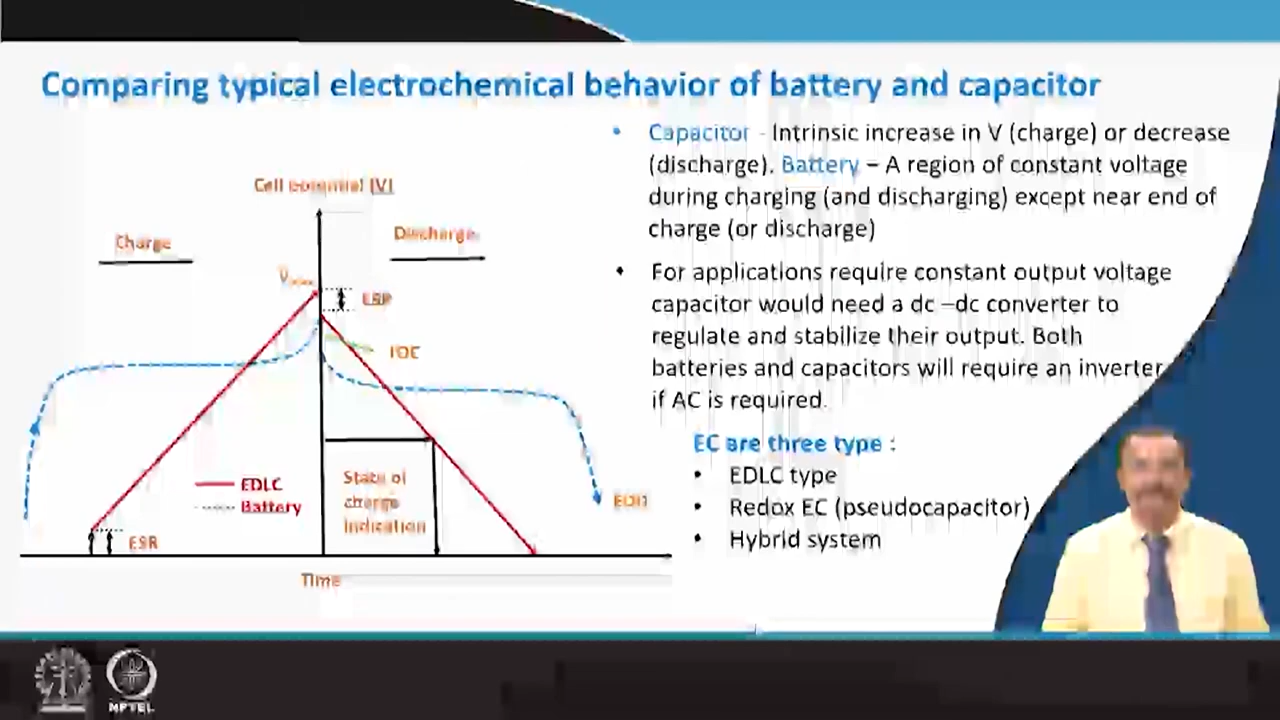 Comparing typical electrochemical behavior of battery and capacitor
• Capacitor - Intrinsic increase in V (charge) or decrease
(discharge). Battery – A region of constant voltage
during charging (and discharging) except near end of
charge (or discharge)
• For applications require constant output voltage
capacitor would need a dc –dc converter to
regulate and stabilize their output. Both
batteries and capacitors will require an inverter
if AC is required.
EC are three type :
• EDLC type
• Redox EC (pseudocapacitor)
• Hybrid system
Cell potential (V)
Charge
Discharge
ESR
EDLC
Battery
State of
charge
indication
ESR
Time
NPTEL